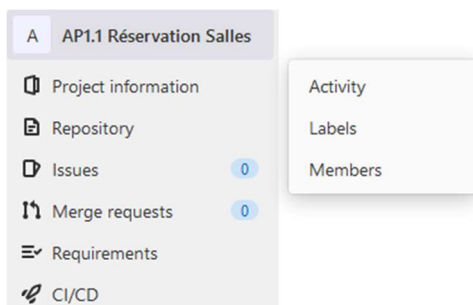 A AP1.1 Réservation Salles
Project information
Repository
Issues 0
Merge requests 0
Requirements
CI/CD
Activity
Labels
Members